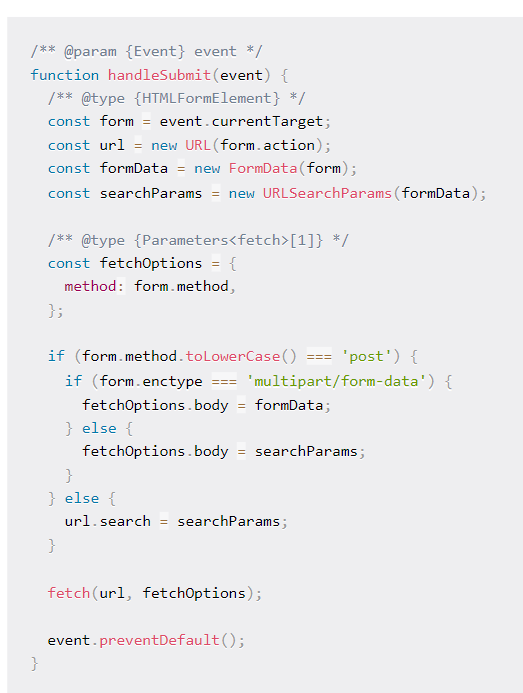 /** @param {Event} event */
function handleSubmit(event) {
  /** @type {HTMLFormElement} */
  const form = event.currentTarget;
  const url = new URL(form.action);
  const formData = new FormData(form);
  const searchParams = new URLSearchParams(formData);

  /** @type {Parameters<fetch>[1]} */
  const fetchOptions = {
    method: form.method,
  };

  if (form.method.toLowerCase() === 'post') {
    if (form.enctype === 'multipart/form-data') {
      fetchOptions.body = formData;
    } else {
      fetchOptions.body = searchParams;
    }
  } else {
    url.search = searchParams;
  }

  fetch(url, fetchOptions);

  event.preventDefault();
}